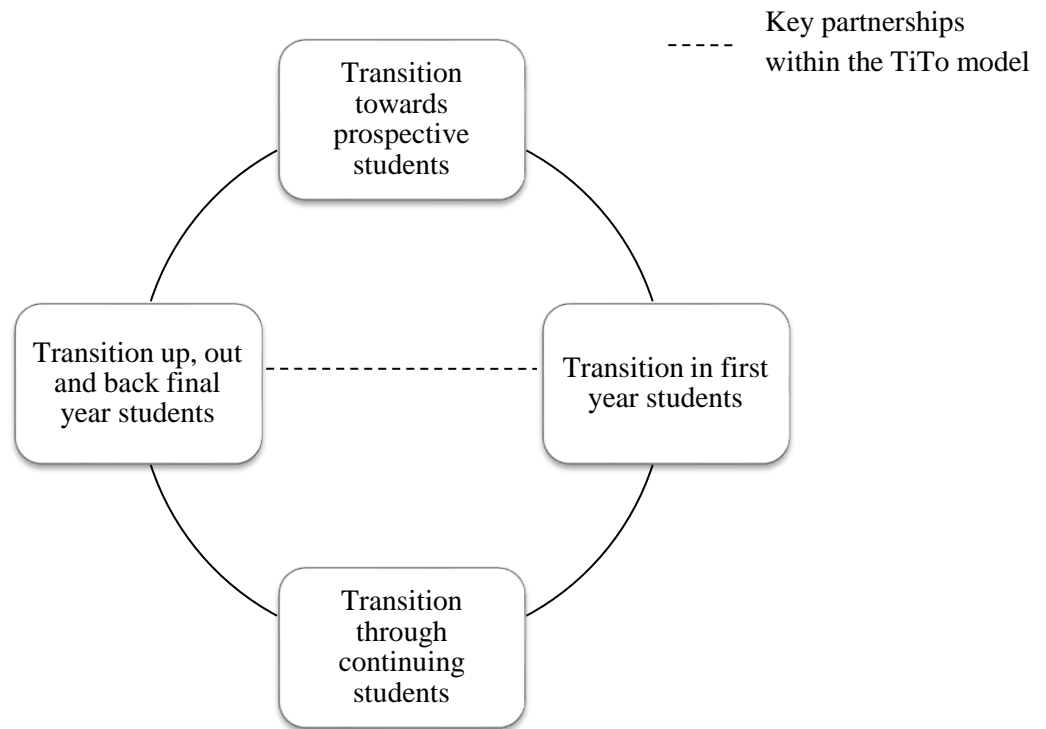 Key partnerships
within the TiTo model
Transition
towards
prospective
students
Transition up, out
and back final
year students
Transition in first
year students
Transition
through
continuing
students